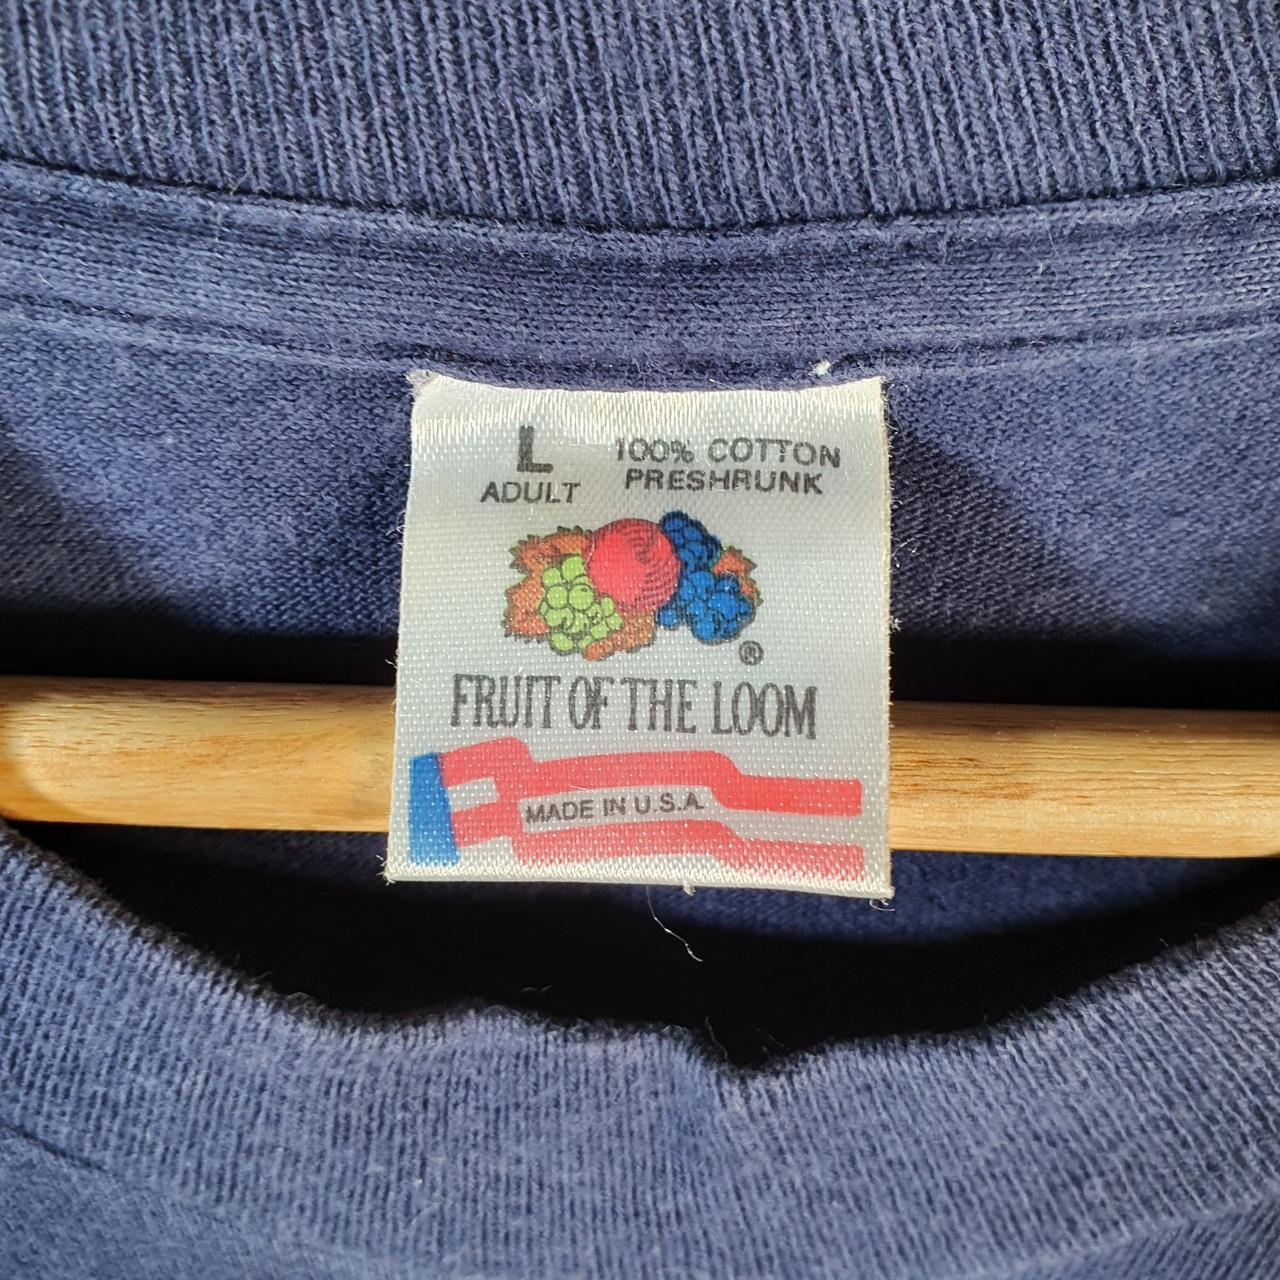 L
ADULT
100% COTTON
PRESHRUNK
®
FRUIT OF THE LOOM
MADE IN U.S.A.